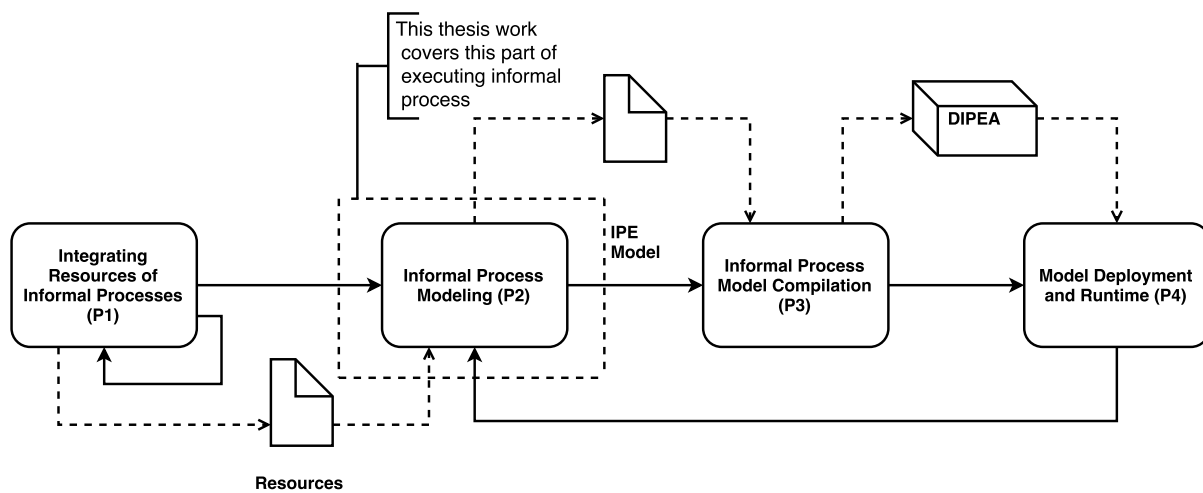 This thesis work
covers this part of
executing informal
process
DIPEA
Integrating
Resources of
Informal Processes
(P1)
Informal Process
Modeling (P2)
IPE
Model
Informal Process
Model Compilation
(P3)
Model Deployment
and Runtime (P4)
Resources